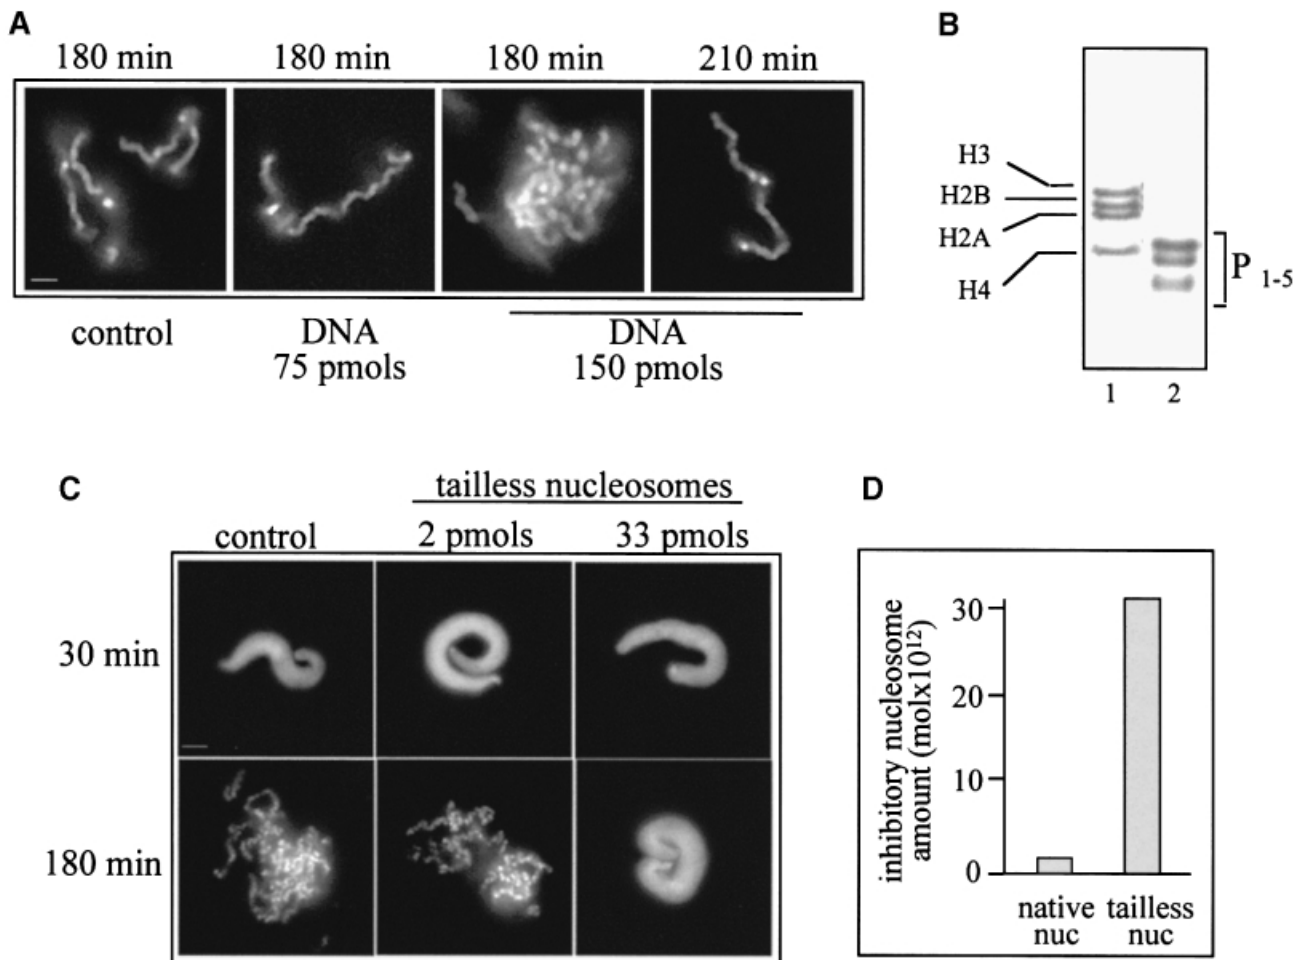 A
180 min 180 min 180 min 210 min
control
DNA
75 pmols
DNA
150 pmols
B
H3
H2B
H2A
H4
P 1-5
1 2
C
tailless nucleosomes
control 2 pmols 33 pmols
30 min
180 min
D
inhibitory nucleosome
amount (molx10¹²)
30
20
10
0
native tailless
nuc nuc